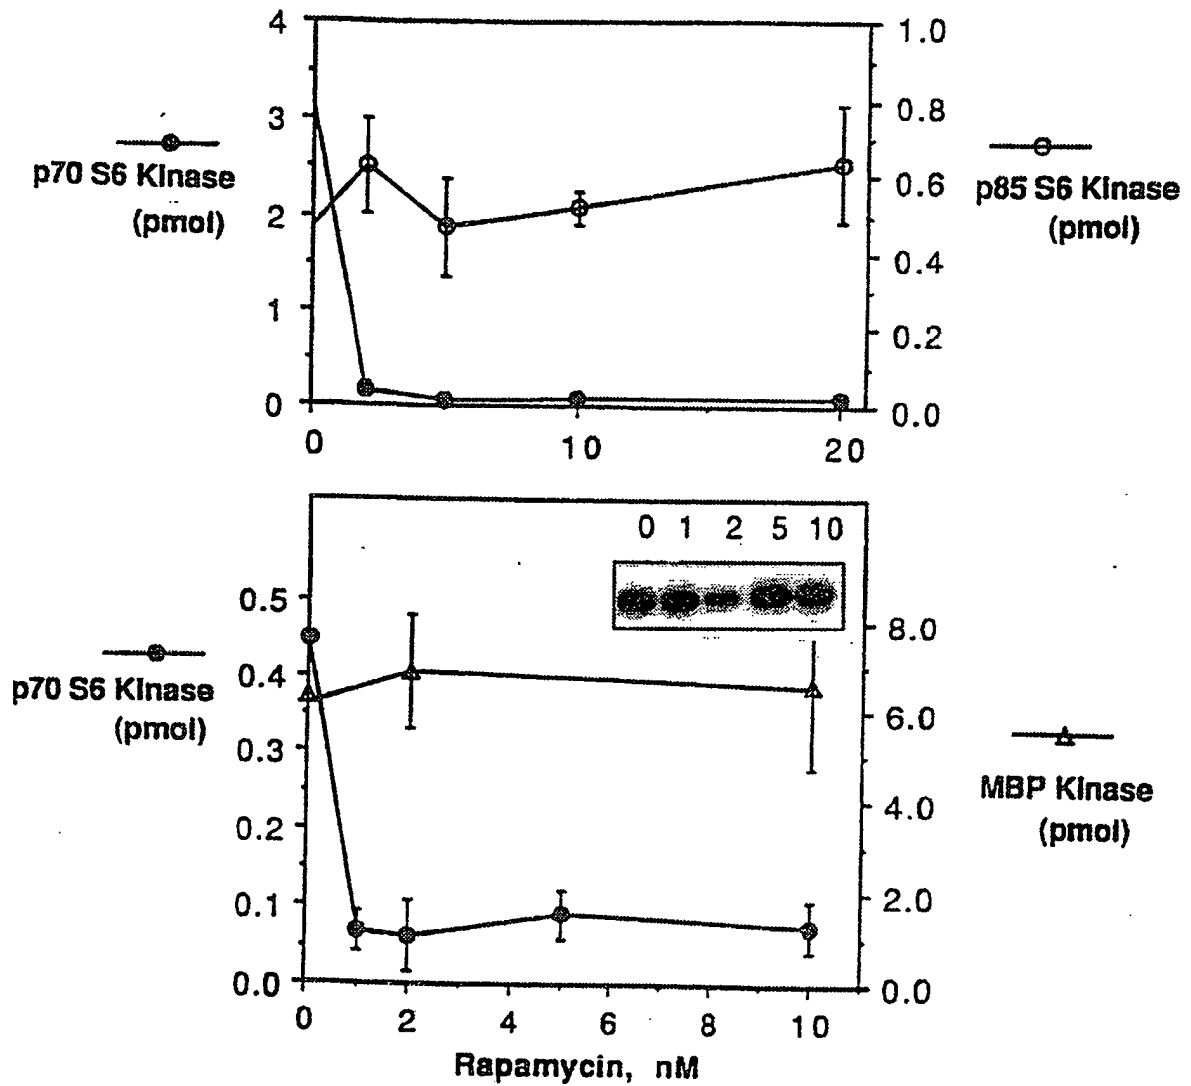 4
3
2
1
0
p70 S6 Kinase
(pmol)
1.0
0.8
0.6
0.4
0.2
0.0
p85 S6 Kinase
(pmol)
0 10 20
0 1 2 5 10
0.5
0.4
0.3
0.2
0.1
0.0
p70 S6 Kinase
(pmol)
8.0
6.0
4.0
2.0
0.0
MBP Kinase
(pmol)
0 2 4 6 8 10
Rapamycin, nM